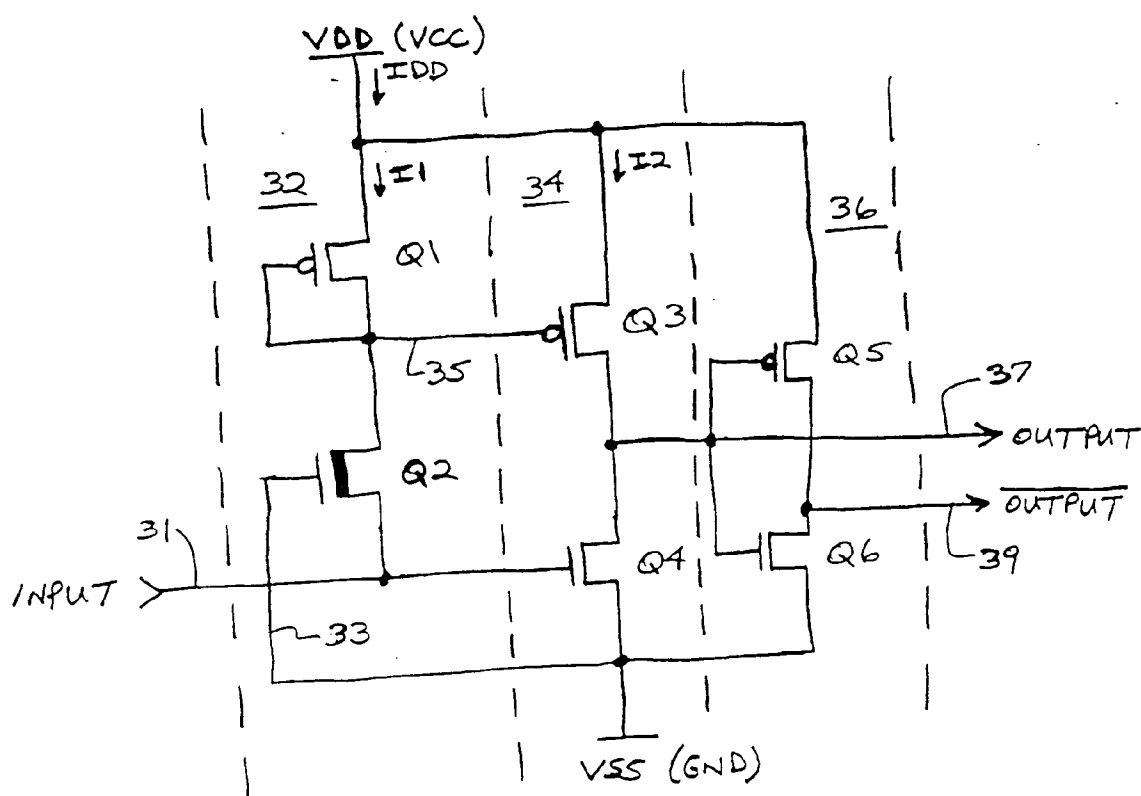 VDD (VCC)
IDD
32
I1
34
I2
36
Q1
Q3
Q5
35
37
OUTPUT
Q2
OUTPUT
31
Q4
Q6
39
INPUT
33
VSS (GND)